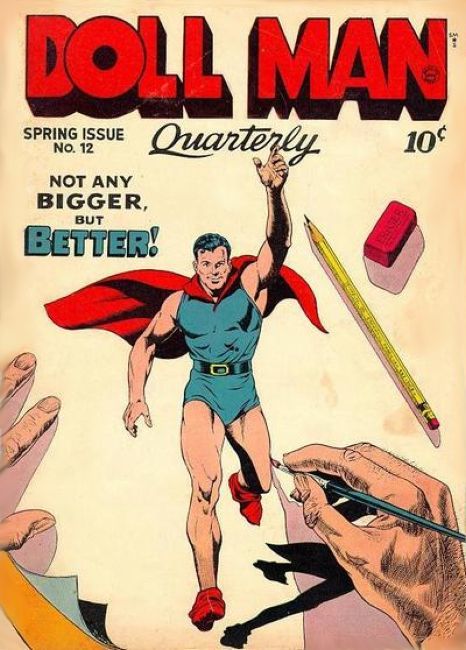 DOLL MAN
SPRING ISSUE
No. 12
Quarterly
10¢
NOT ANY
BIGGER,
BUT
BETTER!